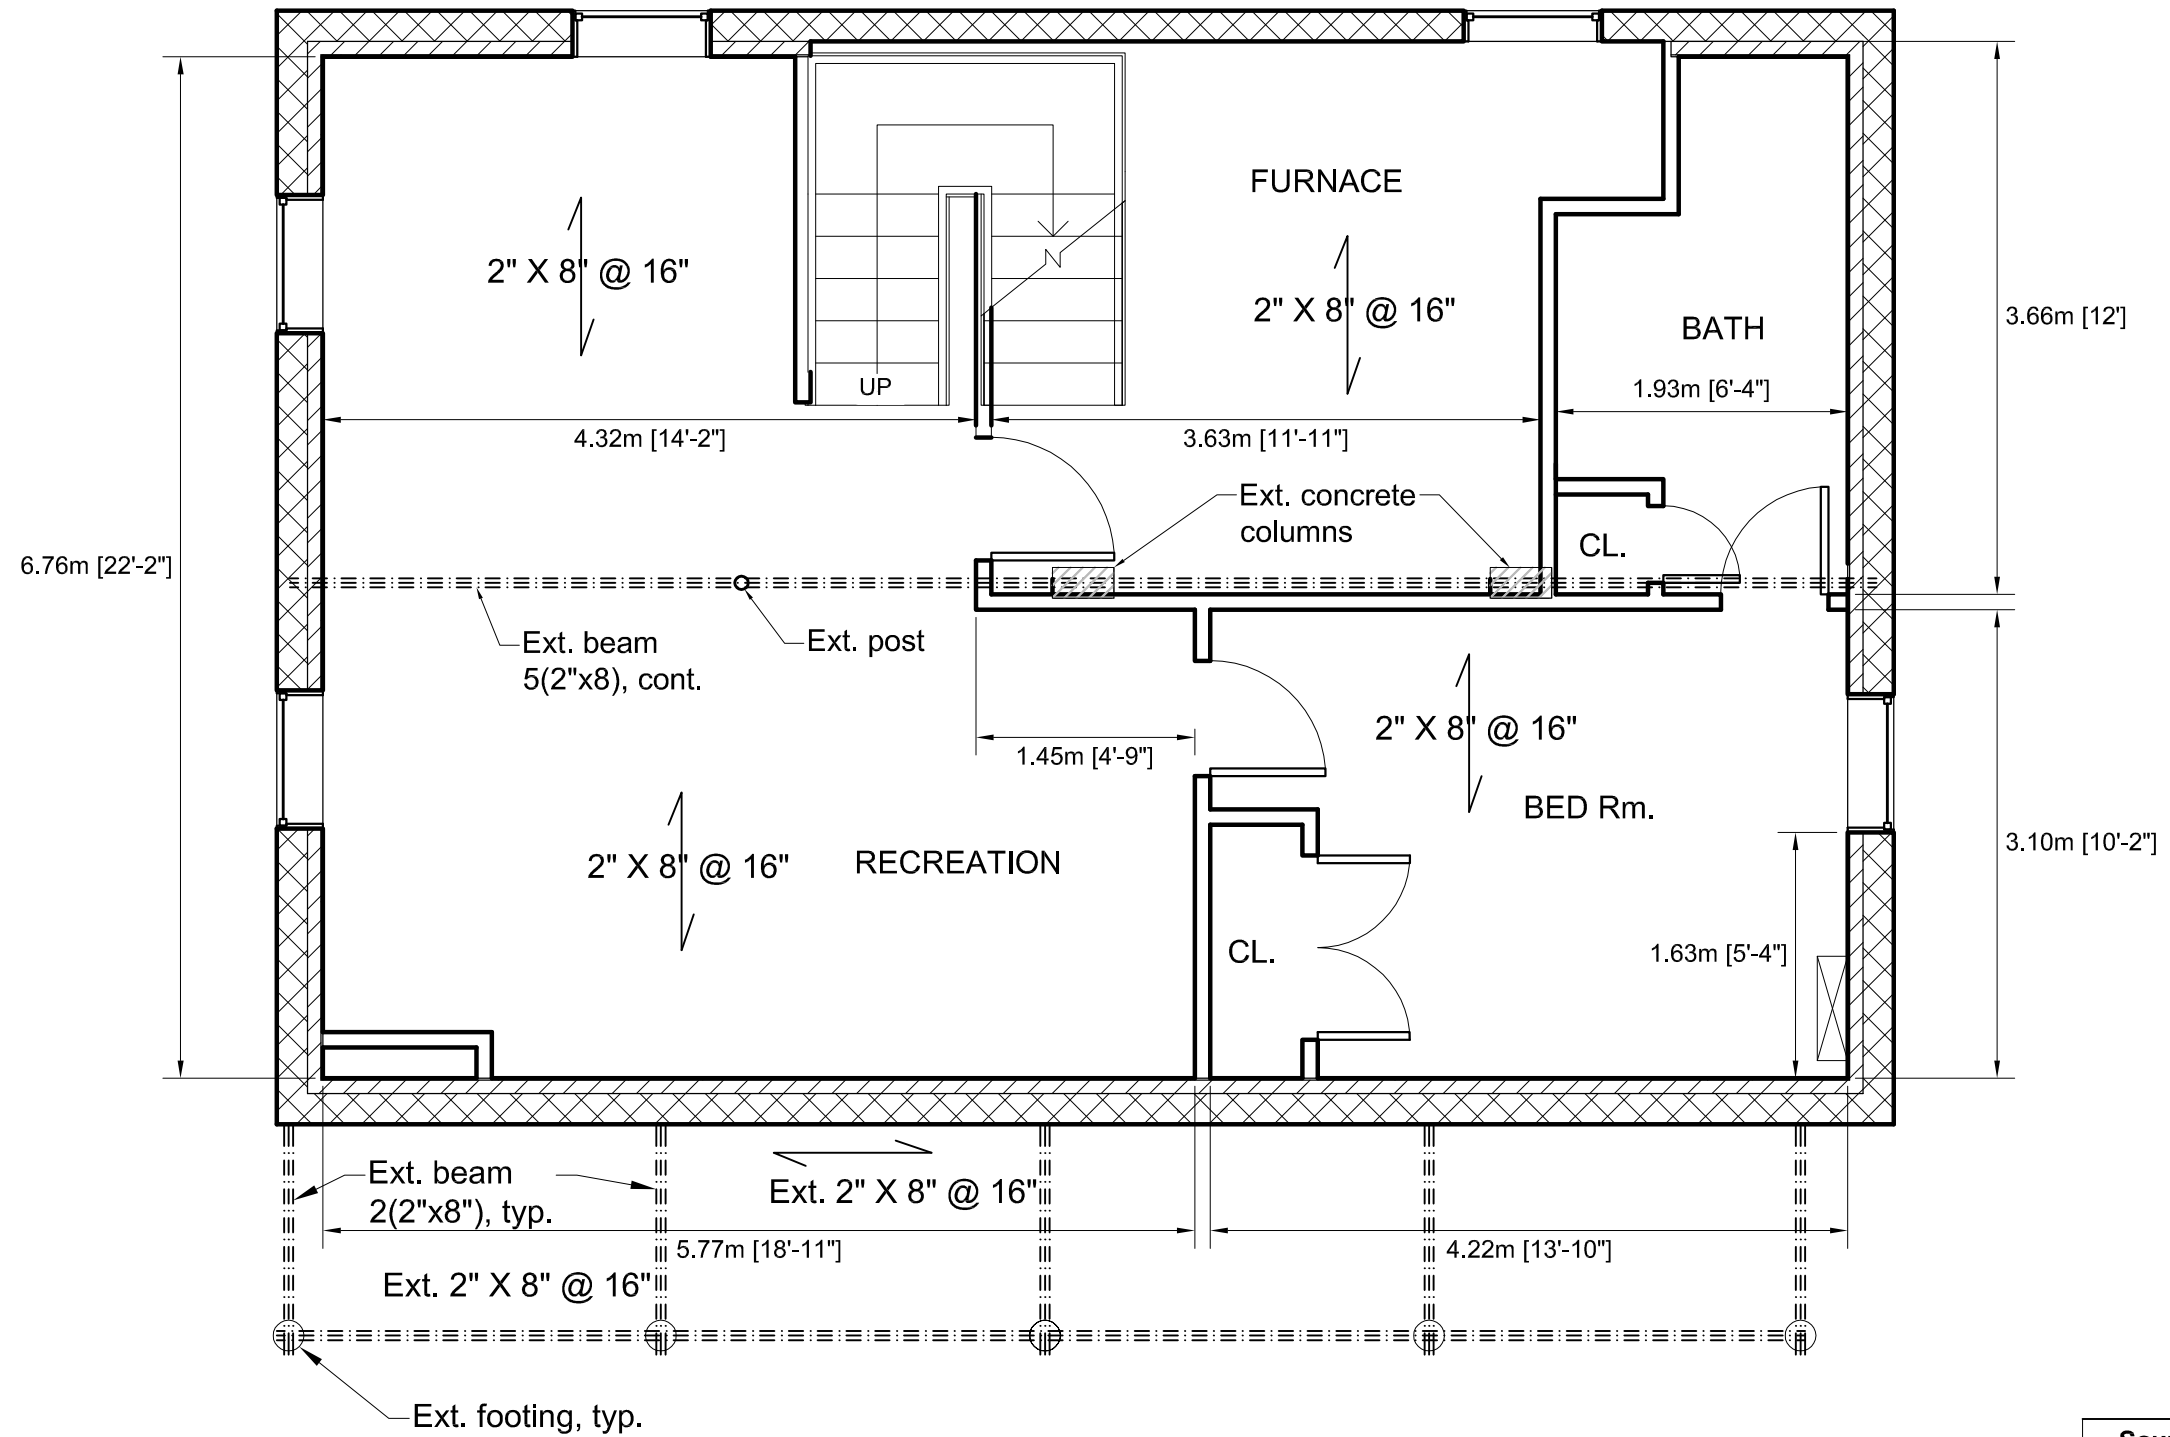 FURNACE
2" X 8" @ 16"
2" X 8" @ 16"
BATH
3.66m [12']
UP
N
1.93m [6'-4"]
4.32m [14'-2"]
3.63m [11'-11"]
Ext. concrete
columns
CL.
6.76m [22'-2"]
Ext. beam
5(2"x8), cont.
Ext. post
2" X 8" @ 16"
1.45m [4'-9"]
BED Rm.
3.10m [10'-2"]
2" X 8" @ 16"
RECREATION
CL.
1.63m [5'-4"]
Ext. beam
2(2"x8"), typ.
Ext. 2" X 8" @ 16"
5.77m [18'-11"]
4.22m [13'-10"]
Ext. 2" X 8" @ 16"
Ext. footing, typ.